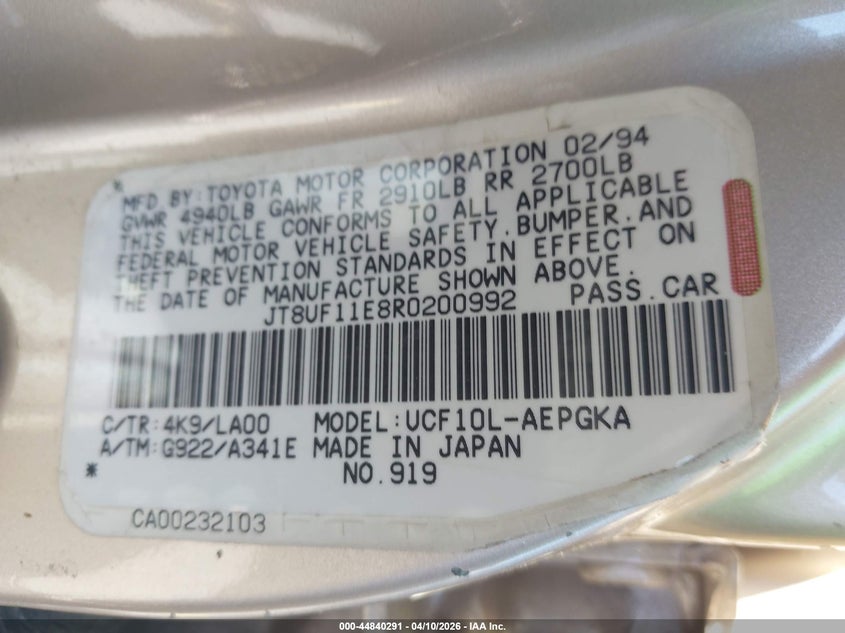 MFD.BY:TOYOTA MOTOR CORPORATION 02/94
GVWR 4940LB GAWR FR 2910LB RR 2700LB
THIS VEHICLE CONFORMS TO ALL APPLICABLE
FEDERAL MOTOR VEHICLE SAFETY.BUMPER.AND
THEFT PREVENTION STANDARDS IN EFFECT ON
THE DATE OF MANUFACTURE SHOWN ABOVE.
JT8UF11E8R0200992 PASS.CAR
C/TR:4K9/LA00 MODEL:UCF10L-AEPGKA
A/TM:G922/A341E MADE IN JAPAN
* NO.919
CA00232103
000-44840291 - 04/10/2026 - IAA Inc.